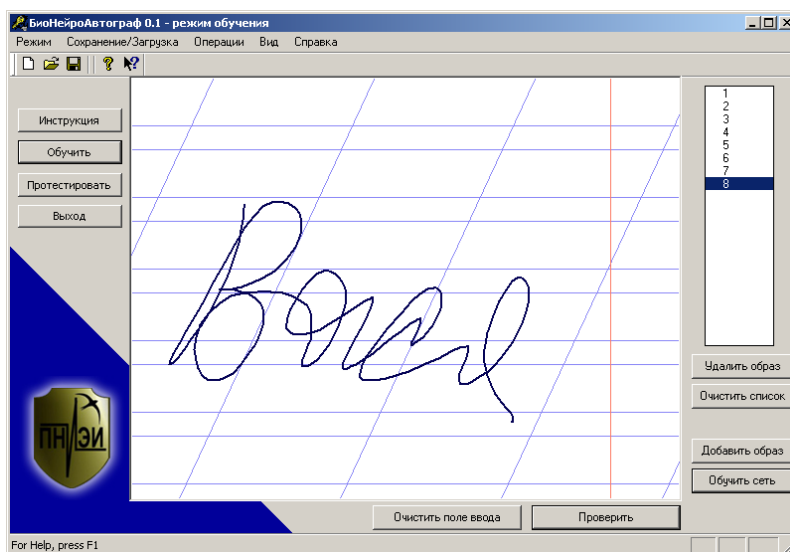 БиоНейроАвтограф 0.1 - режим обучения
Режим Сохранение/Загрузка Операции Вид Справка
Инструкция
Обучить
Протестировать
Выход
1
2
3
4
5
6
7
8
Удалить образ
Очистить список
Добавить образ
Обучить сеть
ПНИЭИ
Очистить поле ввода Проверить
For Help, press F1